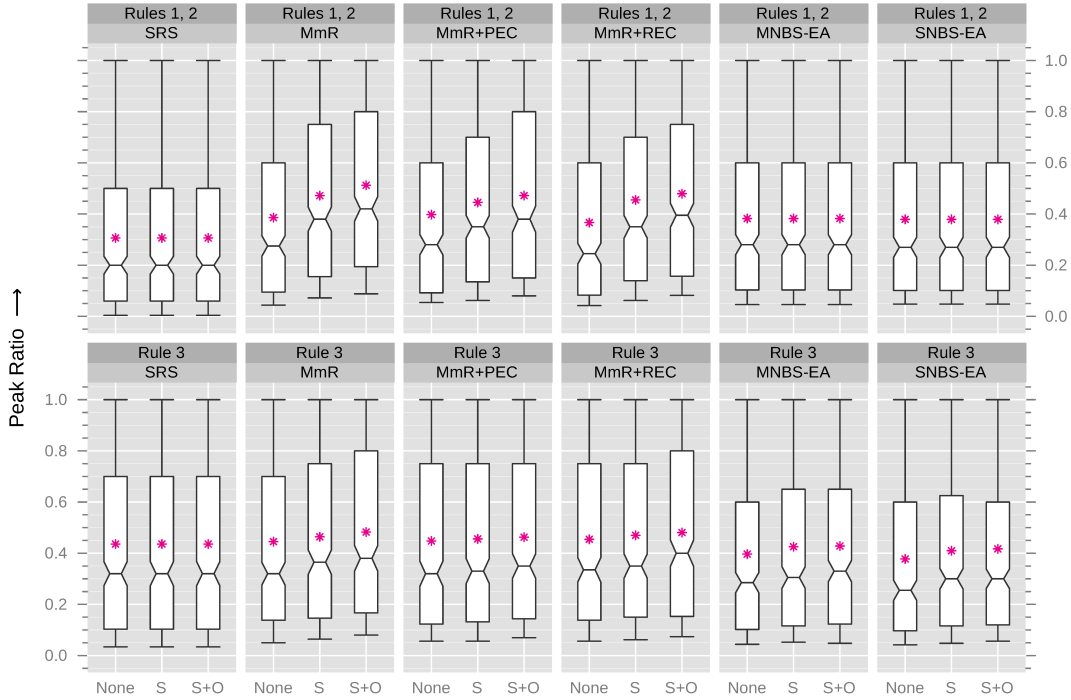 Rules 1, 2 Rules 1, 2 Rules 1, 2 Rules 1, 2 Rules 1, 2 Rules 1, 2
SRS MmR MmR+PEC MmR+REC MNBS-EA SNBS-EA
1.0
0.8
0.6
0.4
0.2
0.0
Peak Ratio →
Rule 3 Rule 3 Rule 3 Rule 3 Rule 3 Rule 3
SRS MmR MmR+PEC MmR+REC MNBS-EA SNBS-EA
1.0
0.8
0.6
0.4
0.2
0.0
None S S+O None S S+O None S S+O None S S+O None S S+O None S S+O